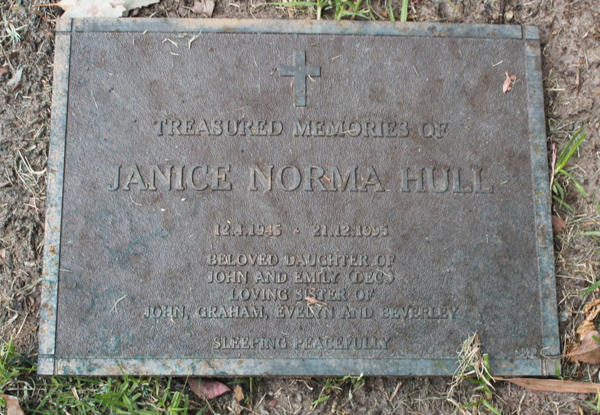 TREASURED MEMORIES OF
JANICE NORMA HULL
12.4.1945 - 21.12.1995
BELOVED DAUGHTER OF
JOHN AND EMILY (DEC)
LOVING SISTER OF
JOHN, GRAHAM, EVELYN AND BEVERLEY
SLEEPING PEACEFULLY